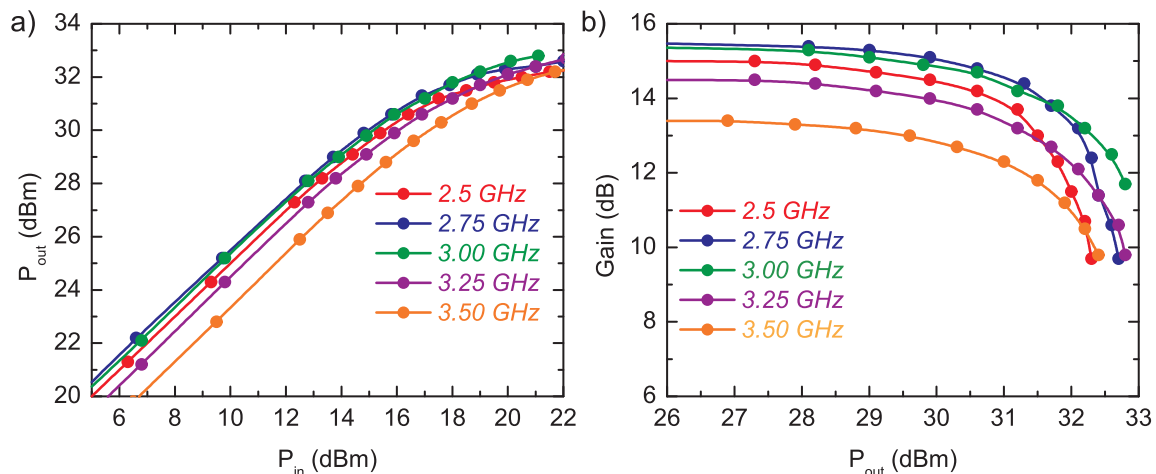 a)
P_out (dBm)
34
32
30
28
26
24
22
20
6 8 10 12 14 16 18 20 22
P_in (dBm)
2.5 GHz
2.75 GHz
3.00 GHz
3.25 GHz
3.50 GHz
b)
Gain (dB)
16
14
12
10
8
6
26 27 28 29 30 31 32 33
P_out (dBm)
2.5 GHz
2.75 GHz
3.00 GHz
3.25 GHz
3.50 GHz